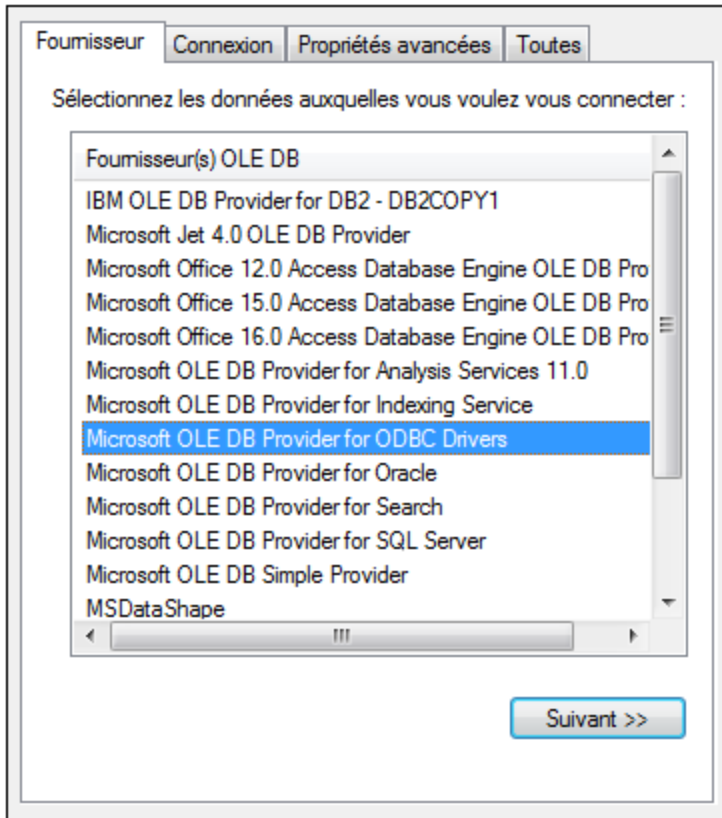 Fournisseur Connexion Propriétés avancées Toutes
Sélectionnez les données auxquelles vous voulez vous connecter :
Fournisseur(s) OLE DB
IBM OLE DB Provider for DB2 - DB2COPY1
Microsoft Jet 4.0 OLE DB Provider
Microsoft Office 12.0 Access Database Engine OLE DB Pro
Microsoft Office 15.0 Access Database Engine OLE DB Pro
Microsoft Office 16.0 Access Database Engine OLE DB Pro
Microsoft OLE DB Provider for Analysis Services 11.0
Microsoft OLE DB Provider for Indexing Service
Microsoft OLE DB Provider for ODBC Drivers
Microsoft OLE DB Provider for Oracle
Microsoft OLE DB Provider for Search
Microsoft OLE DB Provider for SQL Server
Microsoft OLE DB Simple Provider
MSDataShape
Suivant >>